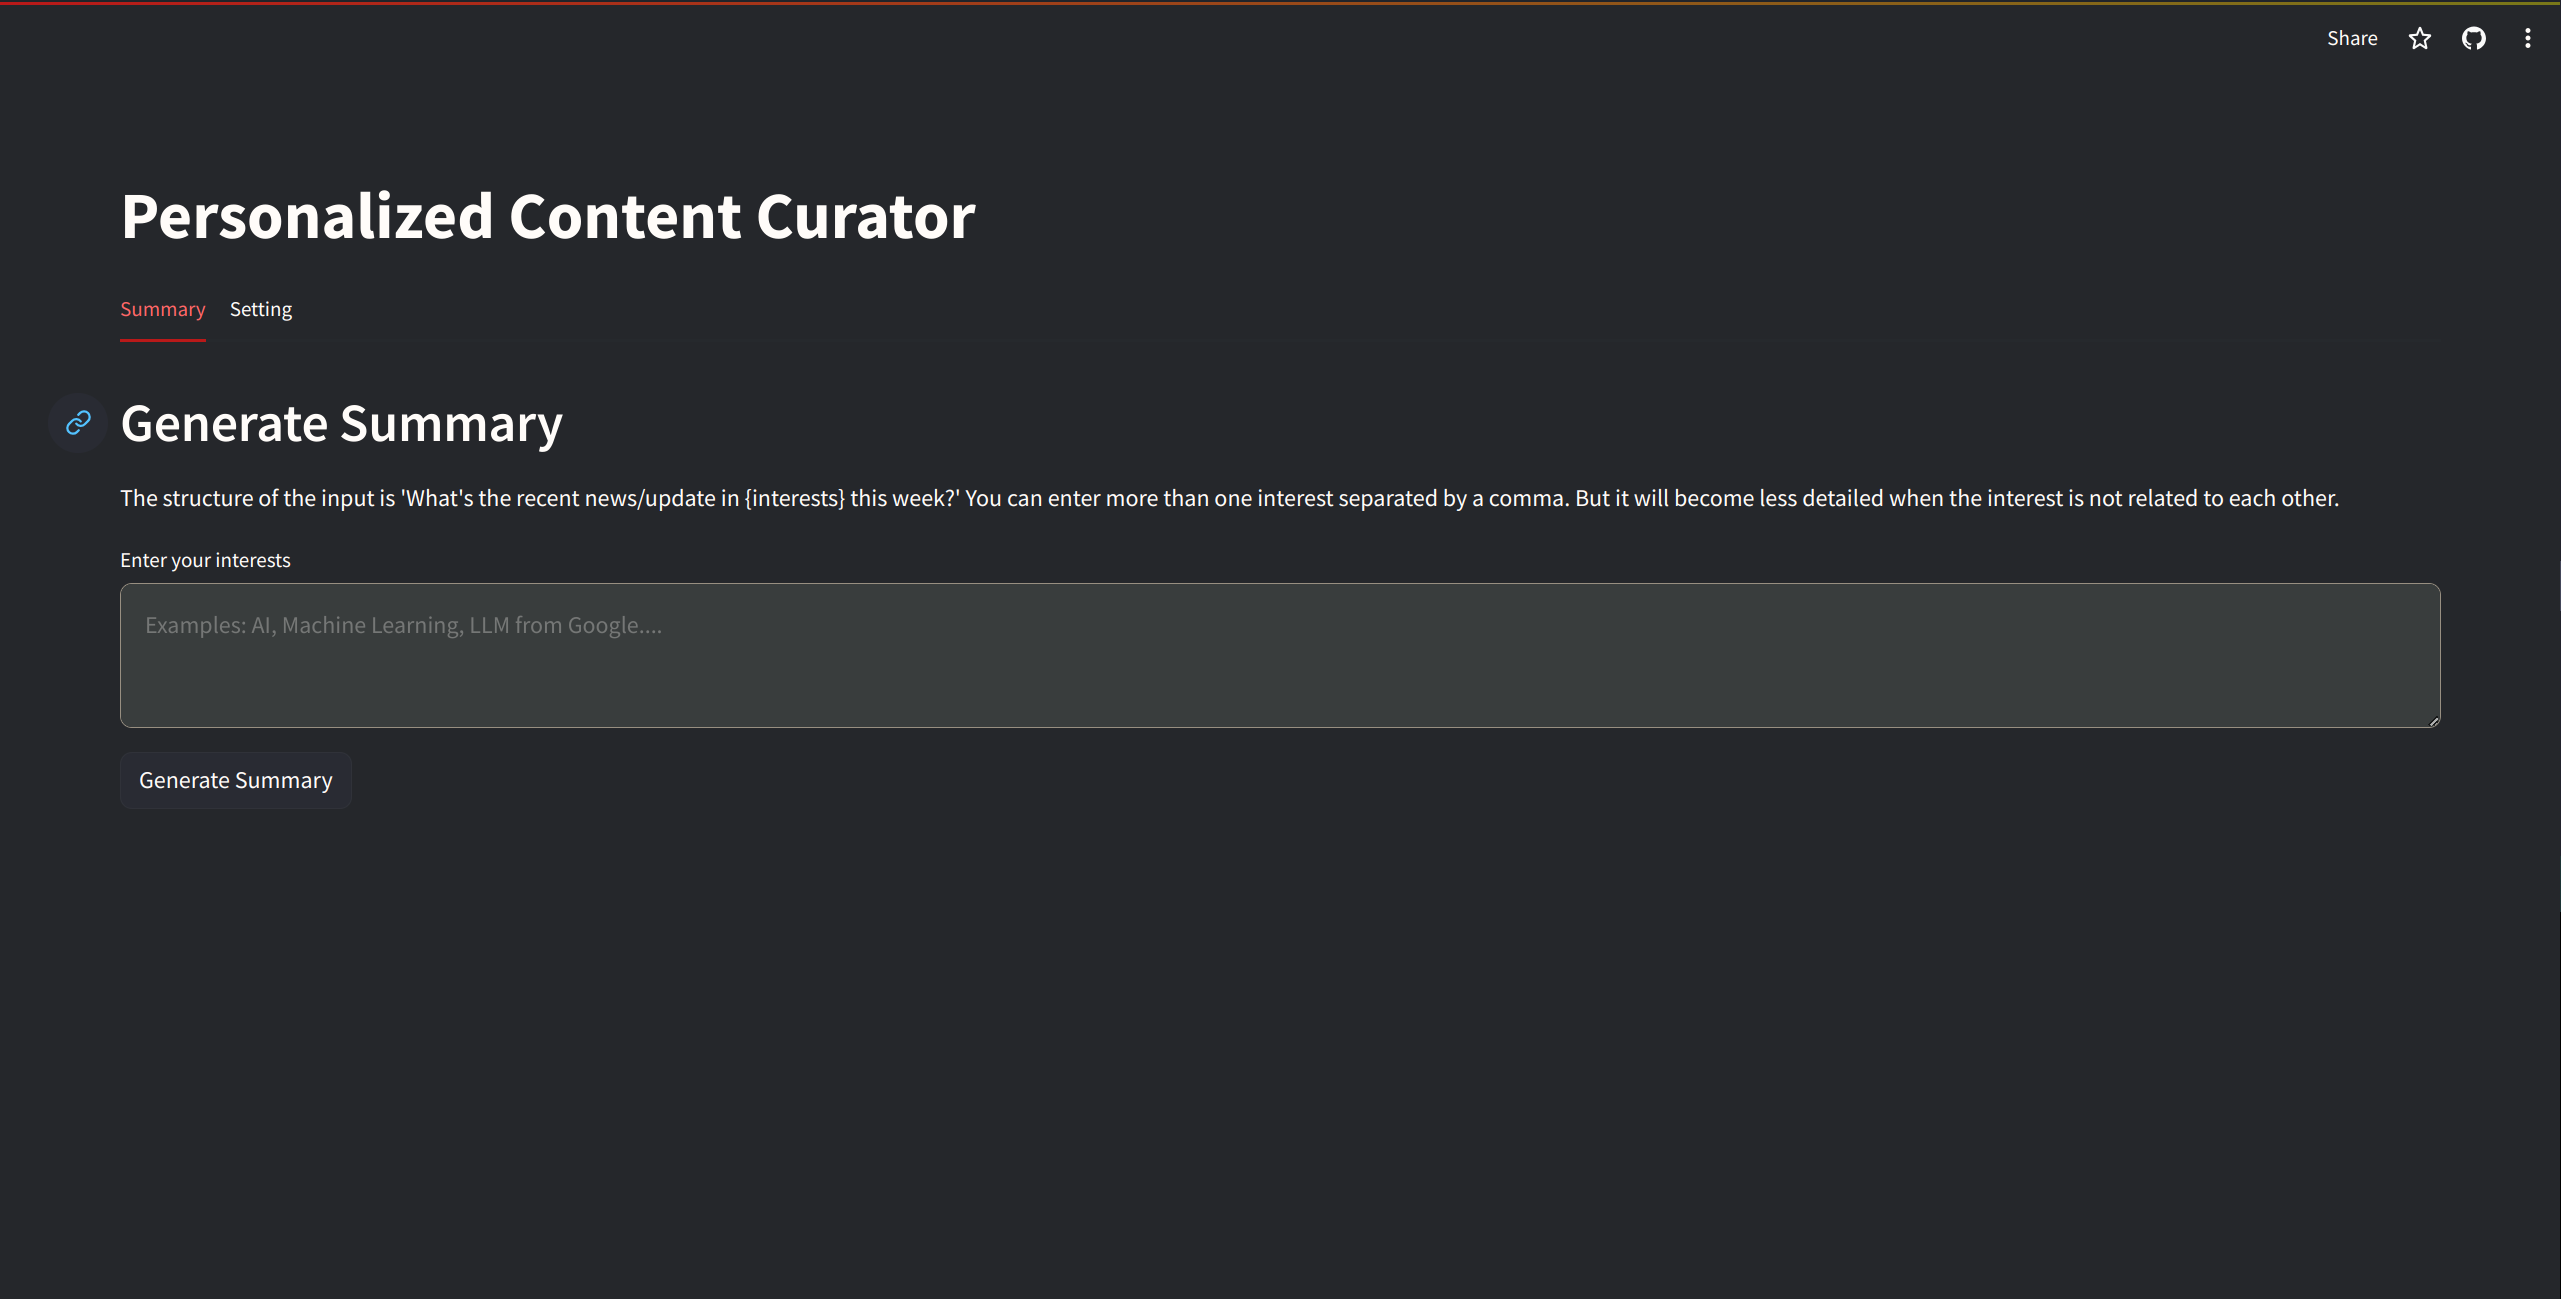 Share
Personalized Content Curator
Summary Setting
Generate Summary
The structure of the input is 'What's the recent news/update in {interests} this week?' You can enter more than one interest separated by a comma. But it will become less detailed when the interest is not related to each other.
Enter your interests
Examples: AI, Machine Learning, LLM from Google....
Generate Summary